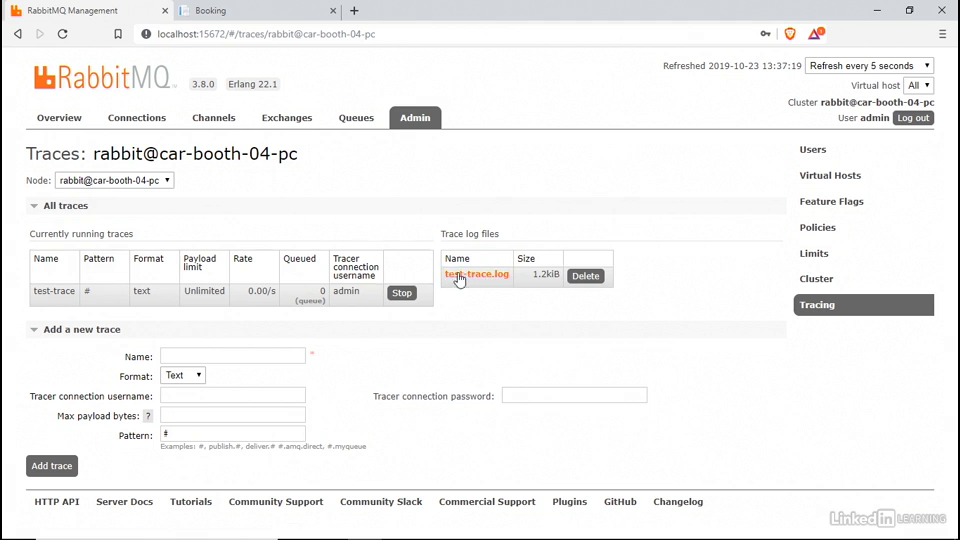 RabbitMQ Management
Booking
localhost:15672/#/traces/rabbit@car-booth-04-pc
RabbitMQ
3.8.0
Erlang 22.1
Refreshed 2019-10-23 13:37:19
Refresh every 5 seconds
Virtual host All
Cluster rabbit@car-booth-04-pc
User admin Log out
Overview Connections Channels Exchanges Queues Admin
Traces: rabbit@car-booth-04-pc
Node: rabbit@car-booth-04-pc
All traces
Currently running traces
Name Pattern Format Payload limit Rate Queued Tracer connection username
test-trace # text Unlimited 0.00/s 0 (queue) admin Stop
Trace log files
Name Size
test-trace.log 1.2kiB Delete
Add a new trace
Name: *
Format: Text
Tracer connection username:
Tracer connection password:
Max payload bytes: ?
Pattern: #
Examples: #, publish.#, deliver.# #.amq.direct, #.myqueue
Add trace
Users
Virtual Hosts
Feature Flags
Policies
Limits
Cluster
Tracing
HTTP API Server Docs Tutorials Community Support Community Slack Commercial Support Plugins GitHub Changelog
Linked in LEARNING